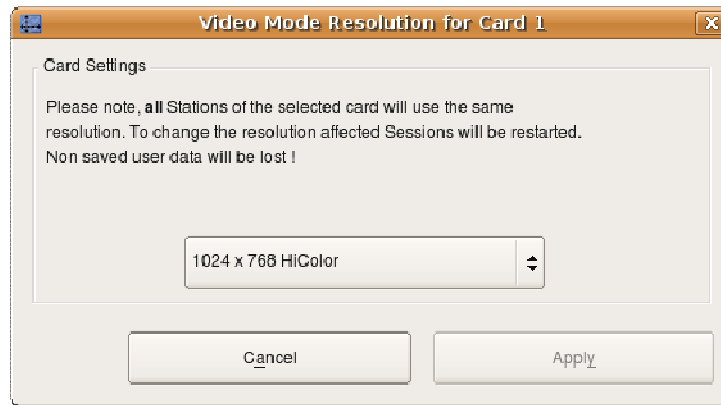 Video Mode Resolution for Card 1
Card Settings
Please note, all Stations of the selected card will use the same
resolution. To change the resolution affected Sessions will be restarted.
Non saved user data will be lost !
1024 x 768 HiColor
Cancel
Apply